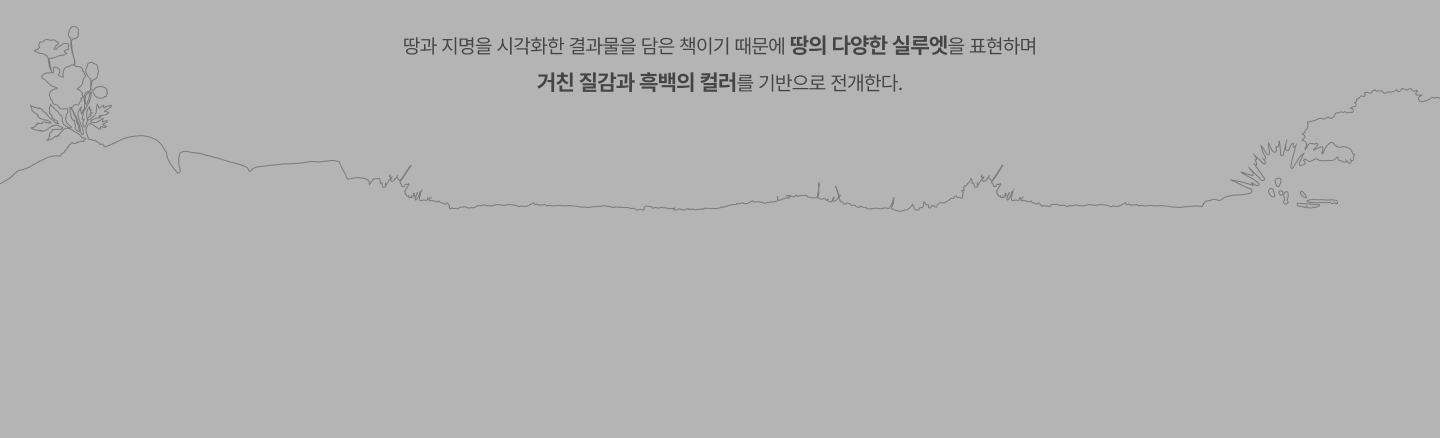 땅과 지명을 시각화한 결과물을 담은 책이기 때문에 땅의 다양한 실루엣을 표현하며
거친 질감과 흑백의 컬러를 기반으로 전개한다.